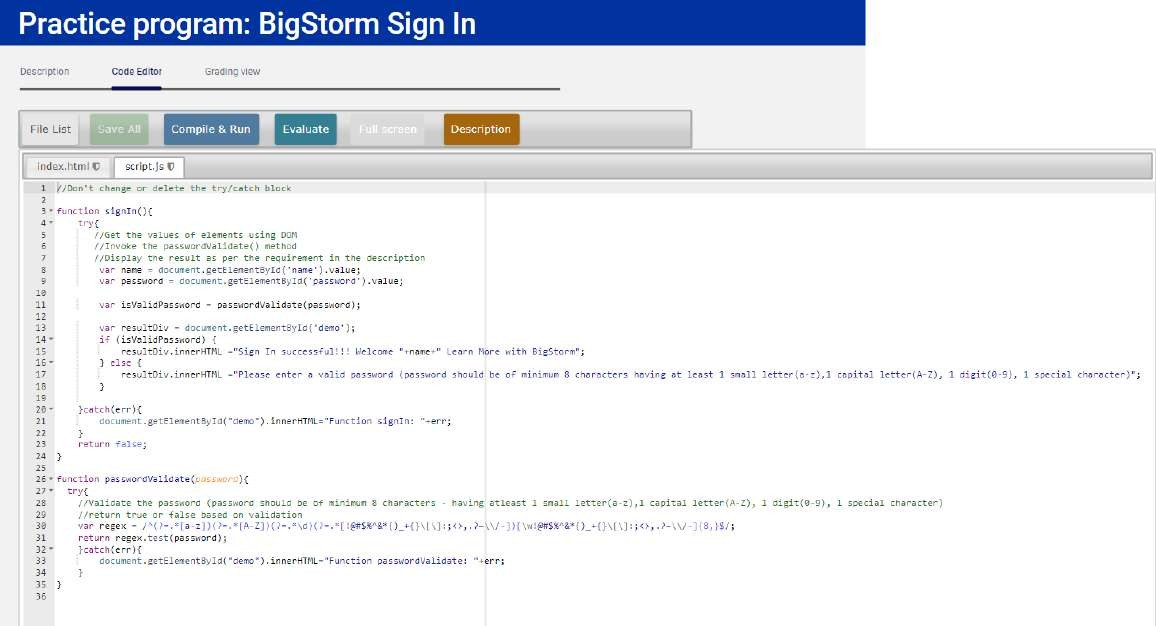 Practice program: BigStorm Sign In
Description Code Editor Grading view
File List Save All Compile & Run Evaluate Full screen Description
index.html script.js
1 //Don't change or delete the try/catch block
2
3 function signIn(){
4 try{
5 //Get the values of elements using DOM
6 //Invoke the passwordValidate() method
7 //Display the result as per the requirement in the description
8 var name = document.getElementById('name').value;
9 var password = document.getElementById('password').value;
10
11 var isValidPassword = passwordValidate(password);
12
13 var resultDiv = document.getElementById('demo');
14 if (isValidPassword) {
15 resultDiv.innerHTML ="Sign In successful!!! Welcome "+name+" Learn More with BigStorm";
16 } else {
17 resultDiv.innerHTML ="Please enter a valid password (password should be of minimum 8 characters having at least 1 small letter(a-z),1 capital letter(A-Z), 1 digit(0-9), 1 special character)";
18 }
19
20 }catch(err){
21 document.getElementById("demo").innerHTML="Function signIn: "+err;
22 }
23 return false;
24 }
25
26 function passwordValidate(password){
27 try{
28 //Validate the password (password should be of minimum 8 characters - having atleast 1 small letter(a-z),1 capital letter(A-Z), 1 digit(0-9), 1 special character)
29 //return true or false based on validation
30 var regex = /^(?=.*[a-z])(?=.*[A-Z])(?=.*\d)(?=.*[!@#$%^&*()_+{}\[\]:;<>,.?~\\/-])[\w!@#$%^&*()_+{}\[\]:;<>,.?~\\/-]{8,}$/;
31 return regex.test(password);
32 }catch(err){
33 document.getElementById("demo").innerHTML="Function passwordValidate: "+err;
34 }
35 }
36